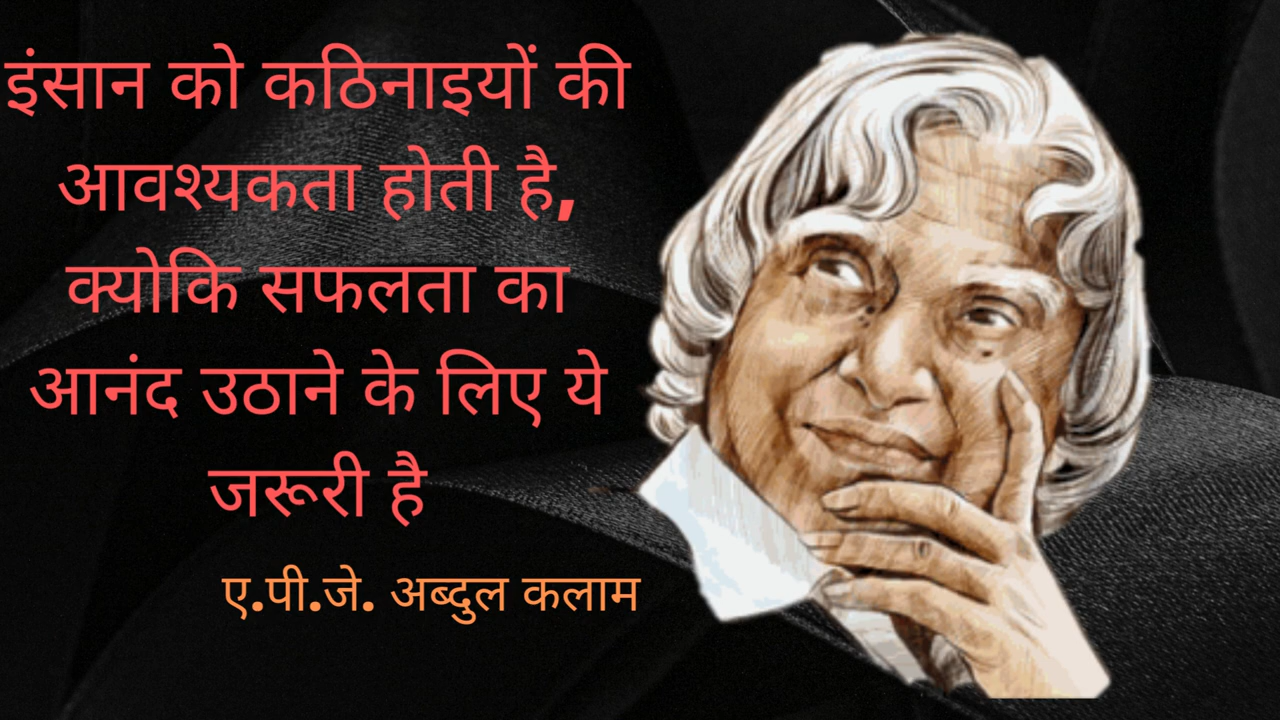 इंसान को कठिनाइयों की
आवश्यकता होती है,
क्योकि सफलता का
आनंद उठाने के लिए ये
जरूरी है
ए.पी.जे. अब्दुल कलाम